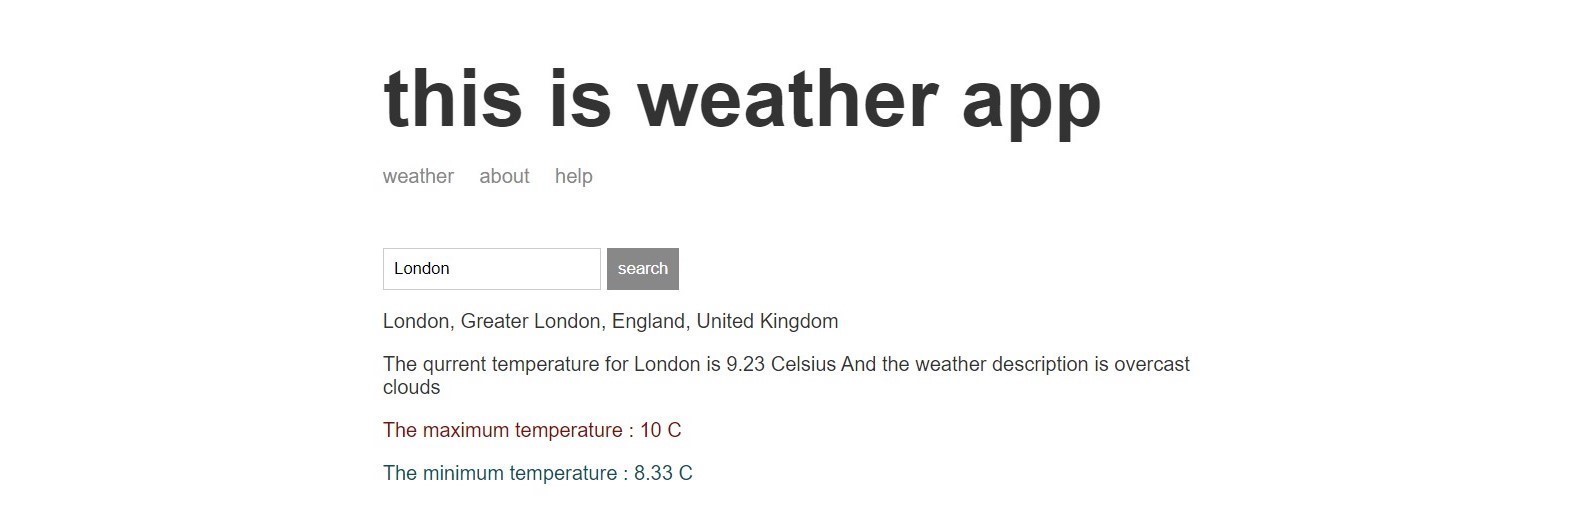 this is weather app
weather about help
London search
London, Greater London, England, United Kingdom
The qurrent temperature for London is 9.23 Celsius And the weather description is overcast
clouds
The maximum temperature : 10 C
The minimum temperature : 8.33 C